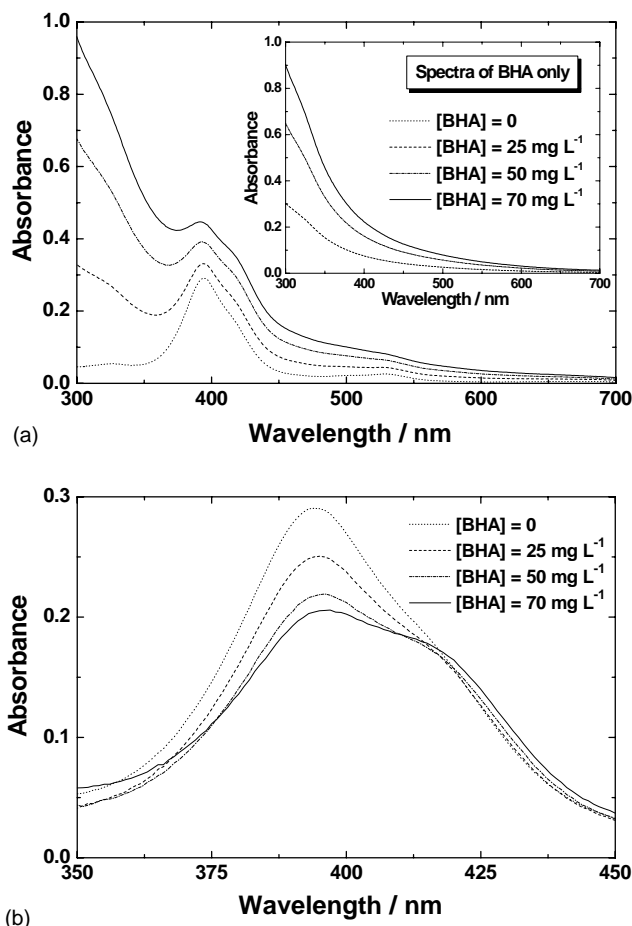 1.0
0.8
0.6
0.4
0.2
0.0
Absorbance
300 400 500 600 700
Wavelength / nm
(a)
1.0
0.8
0.6
0.4
0.2
0.0
Absorbance
300 400 500 600 700
Wavelength / nm
Spectra of BHA only
[BHA] = 0
[BHA] = 25 mg L⁻¹
[BHA] = 50 mg L⁻¹
[BHA] = 70 mg L⁻¹
0.3
0.2
0.1
0.0
Absorbance
350 375 400 425 450
Wavelength / nm
(b)
[BHA] = 0
[BHA] = 25 mg L⁻¹
[BHA] = 50 mg L⁻¹
[BHA] = 70 mg L⁻¹